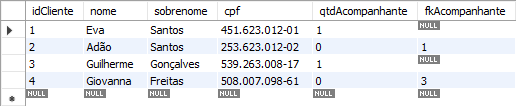 idCliente nome sobrenome cpf qtdAcompanhante fkAcompanhante
1 Eva Santos 451.623.012-01 1 NULL
2 Adão Santos 253.623.012-02 0 1
3 Guilherme Gonçalves 539.263.008-17 1 NULL
4 Giovanna Freitas 508.007.098-61 0 3
NULL NULL NULL NULL NULL NULL